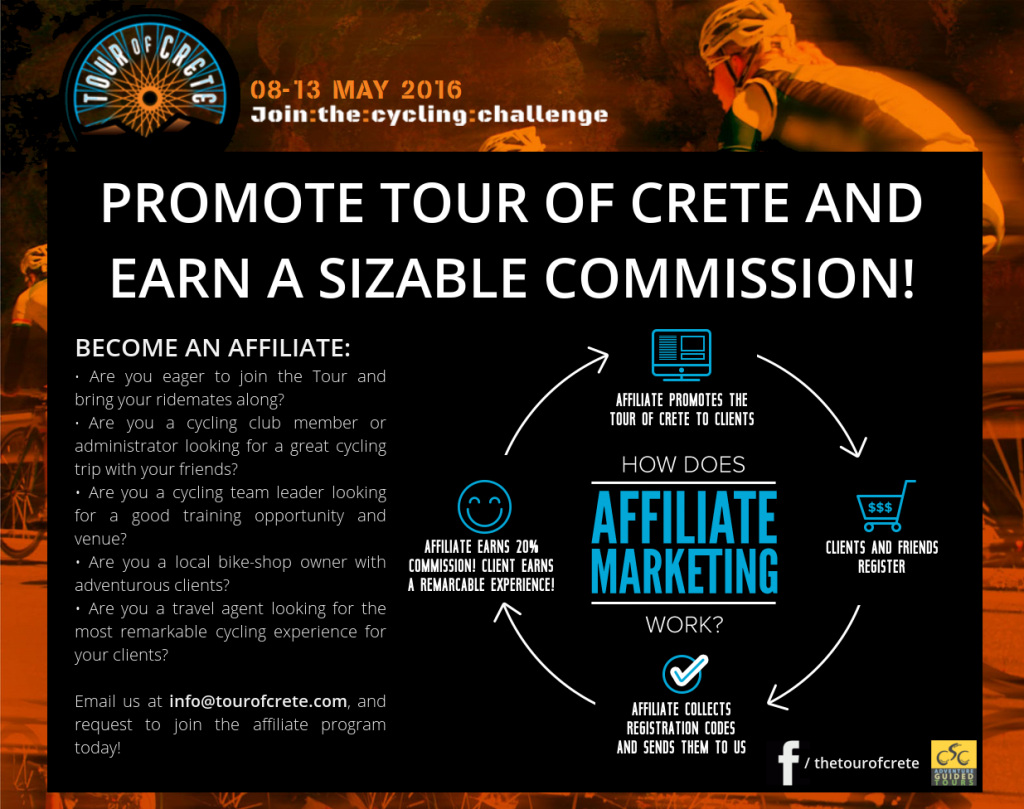 TOUR OF CRETE
08-13 MAY 2016
Join:the:cycling:challenge
PROMOTE TOUR OF CRETE AND
EARN A SIZABLE COMMISSION!
BECOME AN AFFILIATE:
• Are you eager to join the Tour and
bring your ridemates along?
• Are you a cycling club member or
administrator looking for a great cycling
trip with your friends?
• Are you a cycling team leader looking
for a good training opportunity and
venue?
• Are you a local bike-shop owner with
adventurous clients?
• Are you a travel agent looking for the
most remarkable cycling experience for
your clients?
Email us at info@tourofcrete.com, and
request to join the affiliate program
today!
AFFILIATE PROMOTES THE
TOUR OF CRETE TO CLIENTS
HOW DOES
AFFILIATE
MARKETING
WORK?
$$$
CLIENTS AND FRIENDS
REGISTER
AFFILIATE COLLECTS
REGISTRATION CODES
AND SENDS THEM TO US
AFFILIATE EARNS 20%
COMMISSION! CLIENT EARNS
A REMARCABLE EXPERIENCE!
f / thetourofcrete
CSC
ADVENTURE
GUIDED
TOURS